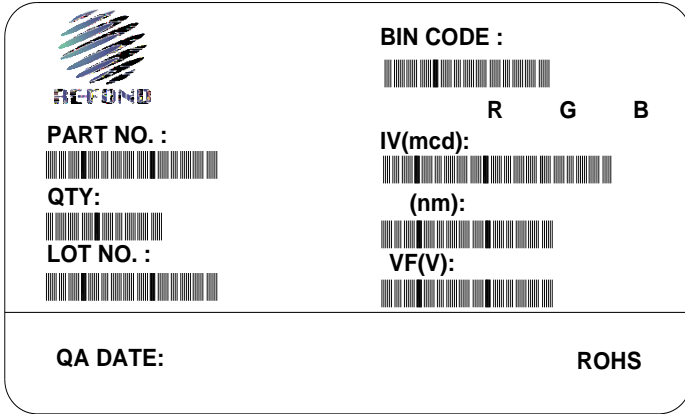 REFOND
BIN CODE :
R G B
PART NO. :
IV(mcd):
QTY:
(nm):
LOT NO. :
VF(V):
QA DATE:
ROHS